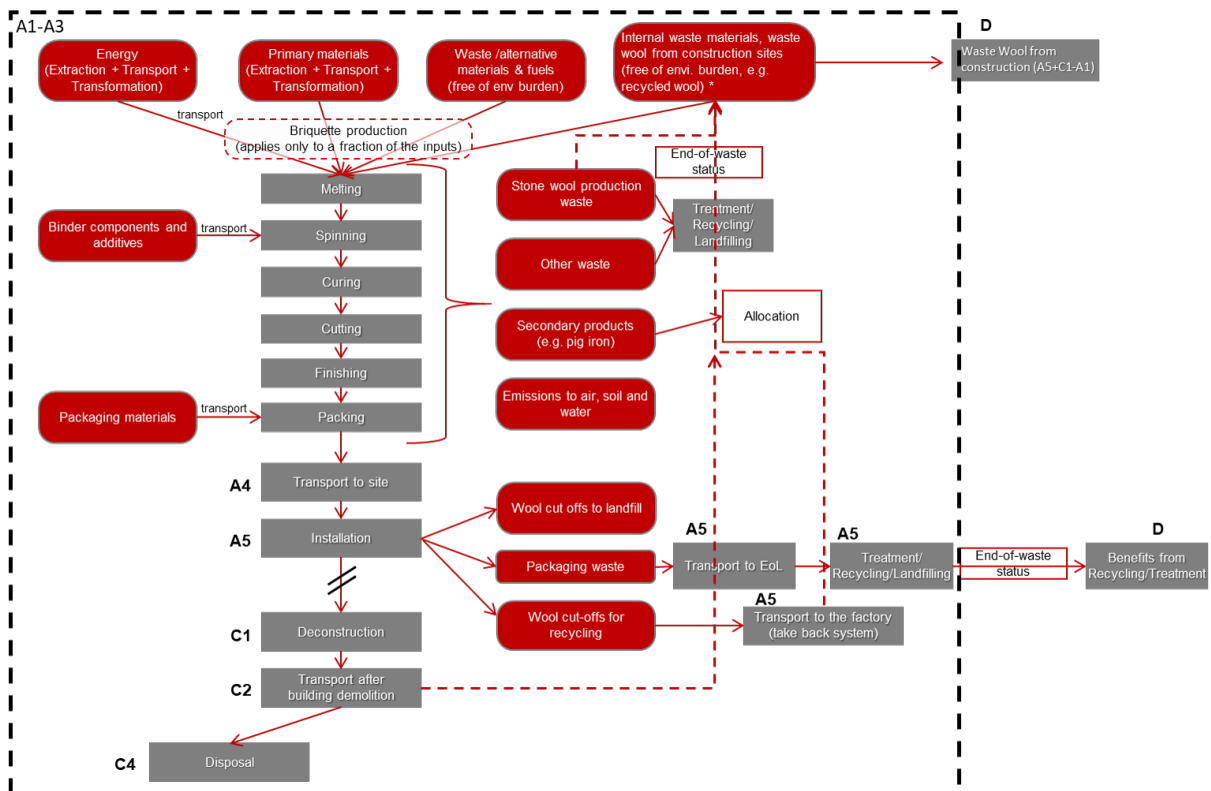 A1-A3
D
Energy
(Extraction + Transport +
Transformation)
Primary materials
(Extraction + Transport +
Transformation)
Waste /alternative
materials & fuels
(free of env burden)
Internal waste materials, waste
wool from construction sites
(free of envi. burden, e.g.
recycled wool) *
Waste Wool from
construction (A5+C1-A1)
transport
Briquette production
(applies only to a fraction of the inputs)
End-of-waste
status
Melting
Stone wool production
waste
Treatment/
Recycling/
Landfilling
Binder components and
additives
transport
Spinning
Other waste
Curing
Secondary products
(e.g. pig iron)
Allocation
Cutting
Finishing
Emissions to air, soil and
water
Packaging materials
transport
Packing
A4
Transport to site
Wool cut offs to landfill
A5
Installation
Packaging waste
A5
Transport to EoL
A5
Treatment/
Recycling/Landfilling
End-of-waste
status
D
Benefits from
Recycling/Treatment
Wool cut-offs for
recycling
A5
Transport to the factory
(take back system)
C1
Deconstruction
C2
Transport after
building demolition
C4
Disposal